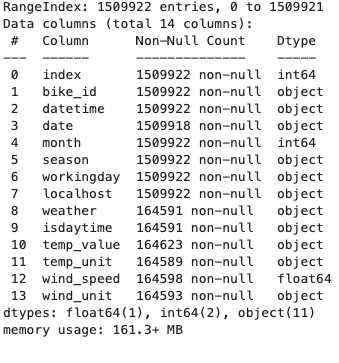 RangeIndex: 1509922 entries, 0 to 1509921
Data columns (total 14 columns):
 #   Column      Non-Null Count    Dtype
---  ------      --------------    -----
 0   index       1509922 non-null  int64
 1   bike_id     1509922 non-null  object
 2   datetime    1509922 non-null  object
 3   date        1509918 non-null  object
 4   month       1509922 non-null  int64
 5   season      1509922 non-null  object
 6   workingday  1509922 non-null  object
 7   localhost   1509922 non-null  object
 8   weather     164591 non-null   object
 9   isdaytime   164591 non-null   object
 10  temp_value  164623 non-null   object
 11  temp_unit   164589 non-null   object
 12  wind_speed  164598 non-null   float64
 13  wind_unit   164593 non-null   object
dtypes: float64(1), int64(2), object(11)
memory usage: 161.3+ MB